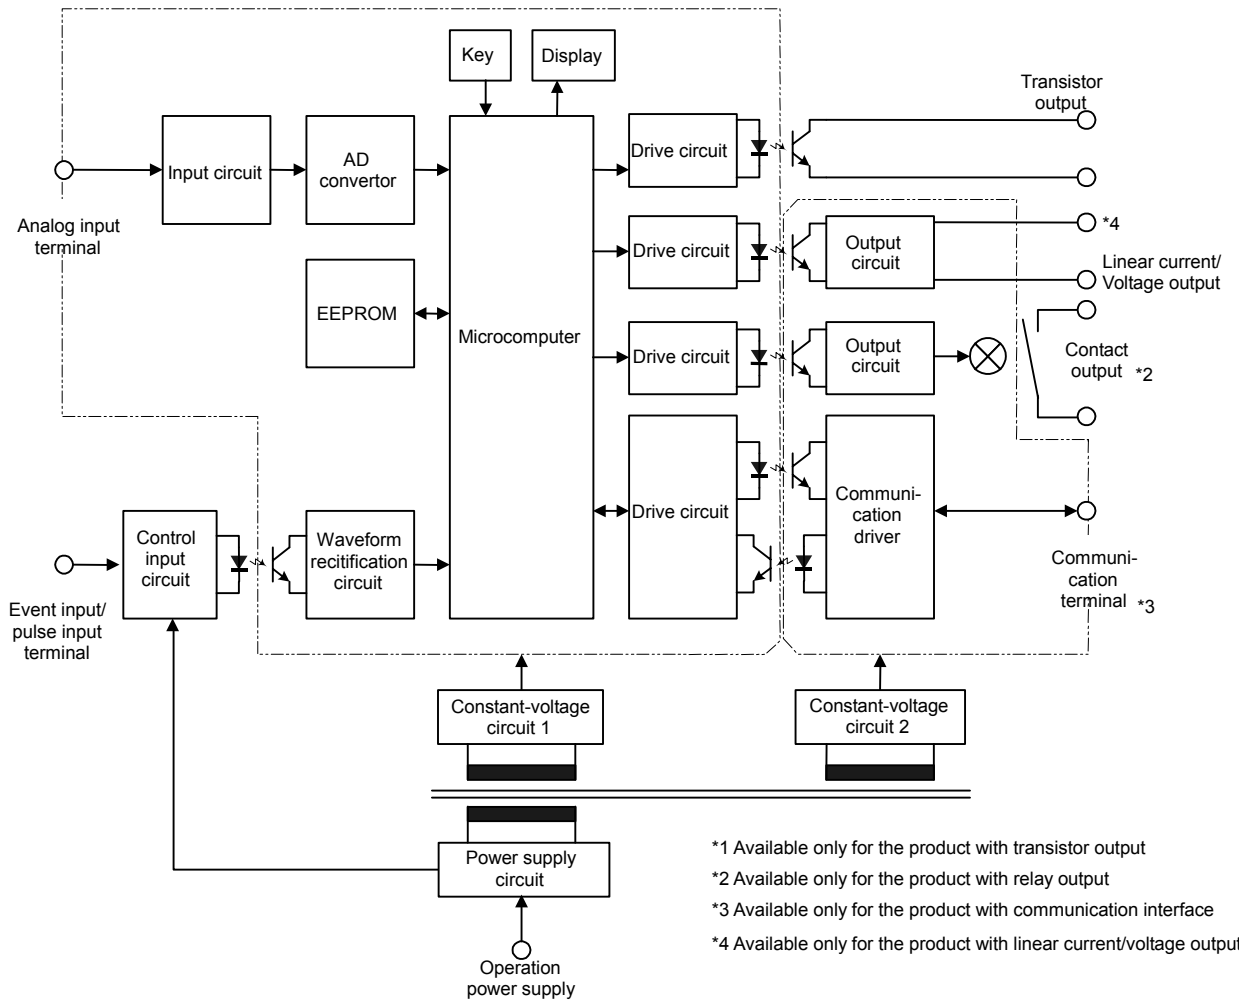 Key
Display
Transistor
output
Input circuit
AD
convertor
Drive circuit
Analog input
terminal
*4
Drive circuit
Output
circuit
Linear current/
Voltage output
EEPROM
Microcomputer
Drive circuit
Output
circuit
Contact
output *2
Control
input
circuit
Waveform
rectification
circuit
Drive circuit
Communi-
cation
driver
Event input/
pulse input
terminal
Communi-
cation
terminal *3
Constant-voltage
circuit 1
Constant-voltage
circuit 2
Power supply
circuit
Operation
power supply
*1 Available only for the product with transistor output
*2 Available only for the product with relay output
*3 Available only for the product with communication interface
*4 Available only for the product with linear current/voltage output